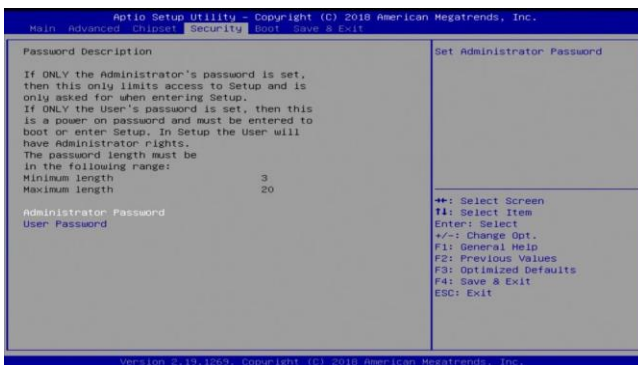 Aptio Setup Utility – Copyright (C) 2018 American Megatrends, Inc.
Main Advanced Chipset Security Boot Save & Exit
Password Description
If ONLY the Administrator's password is set,
then this only limits access to Setup and is
only asked for when entering Setup.
If ONLY the User's password is set, then this
is a power on password and must be entered to
boot or enter Setup. In Setup the User will
have Administrator rights.
The password length must be
in the following range:
Minimum length 3
Maximum length 20
Administrator Password
User Password
Set Administrator Password
→←: Select Screen
↑↓: Select Item
Enter: Select
+/-: Change Opt.
F1: General Help
F2: Previous Values
F3: Optimized Defaults
F4: Save & Exit
ESC: Exit
Version 2.19.1269. Copyright (C) 2018 American Megatrends, Inc.